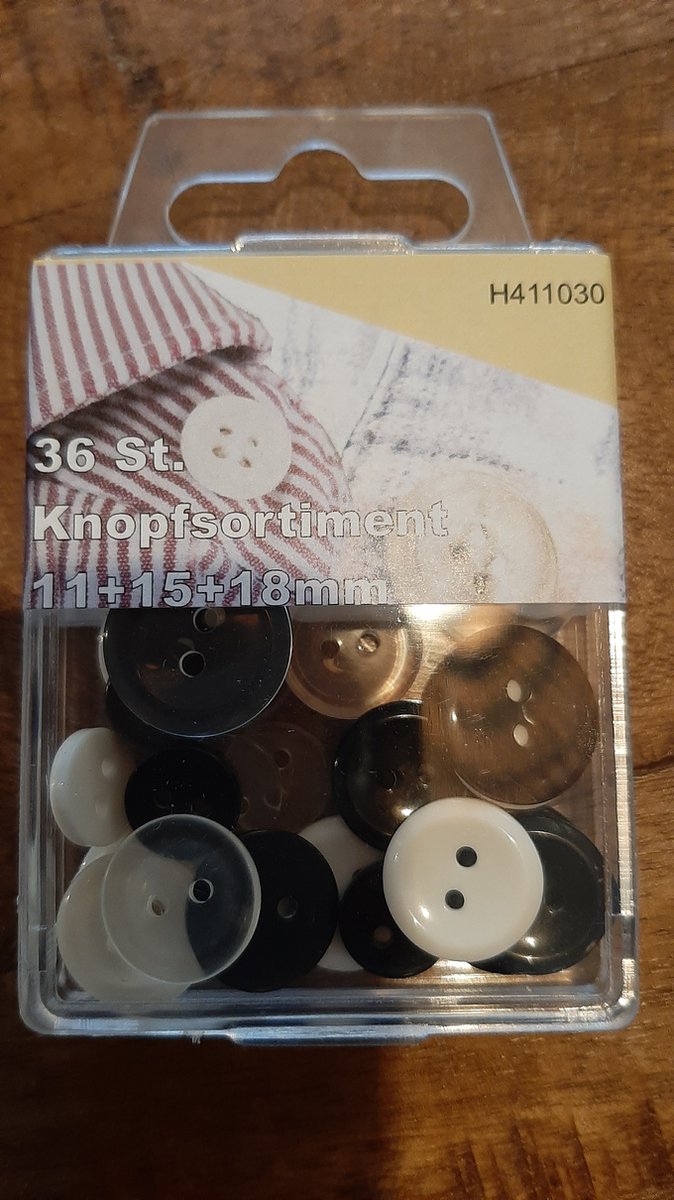 H411030
36 St.
Knopfsortiment
11+15+18mm